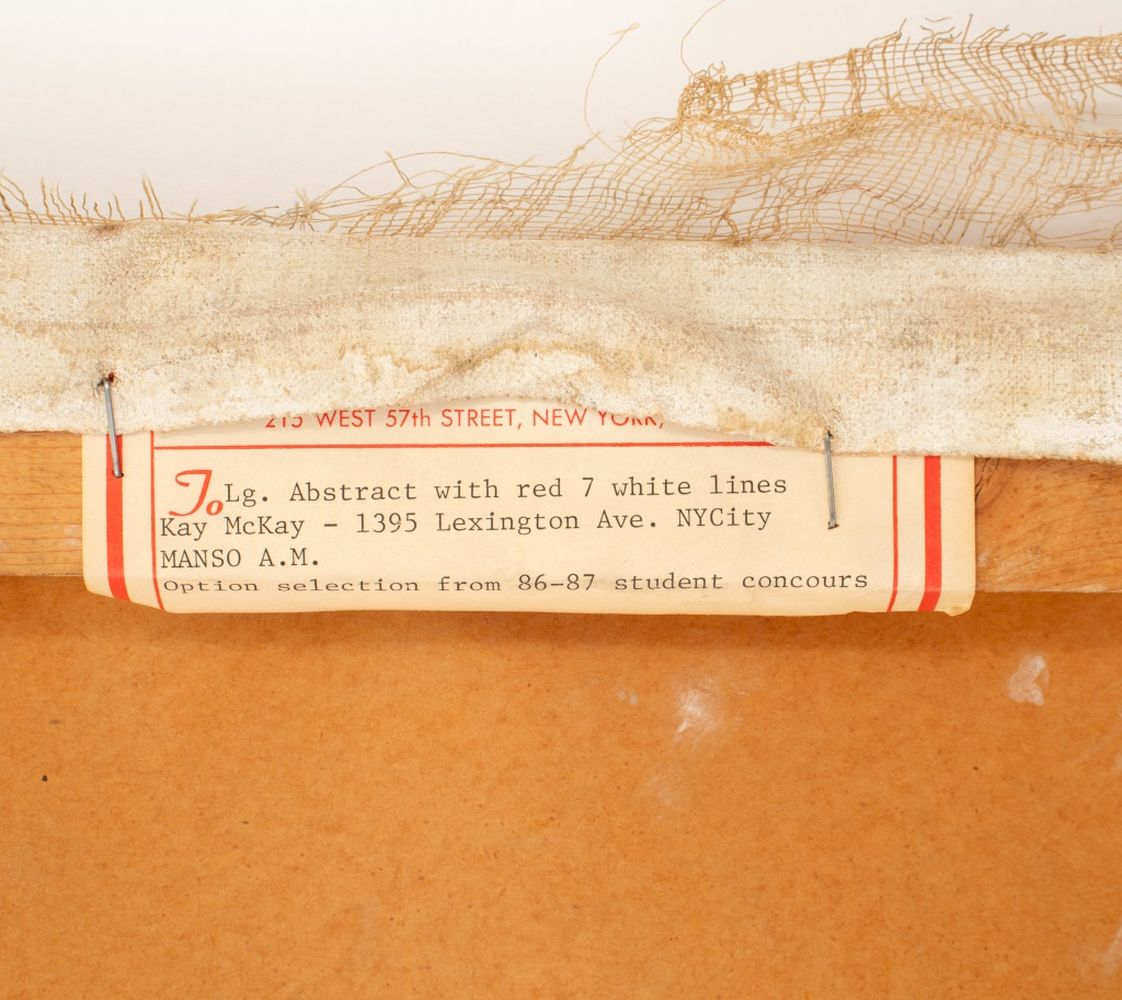 215 WEST 57th STREET, NEW YORK,
To Lg. Abstract with red 7 white lines
Kay McKay - 1395 Lexington Ave. NYCity
MANSO A.M.
Option selection from 86-87 student concours